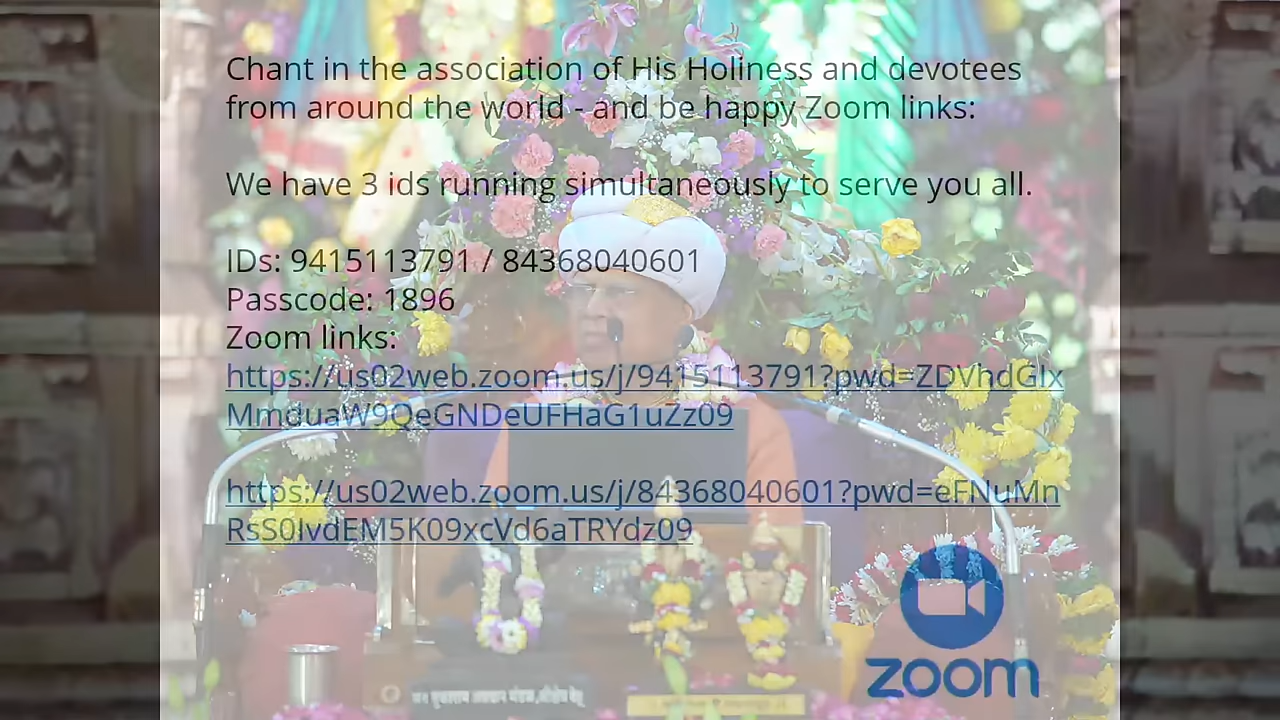 Chant in the association of His Holiness and devotees
from around the world - and be happy Zoom links:
We have 3 ids running simultaneously to serve you all.
IDs: 9415113791 / 84368040601
Passcode: 1896
Zoom links:
https://us02web.zoom.us/j/9415113791?pwd=ZDVhdGIx
MmduaW9QeGNDeUFHaG1uZz09
https://us02web.zoom.us/j/84368040601?pwd=eFNuMn
RsS0IvdEM5K09xcVd6aTRYdz09
zoom